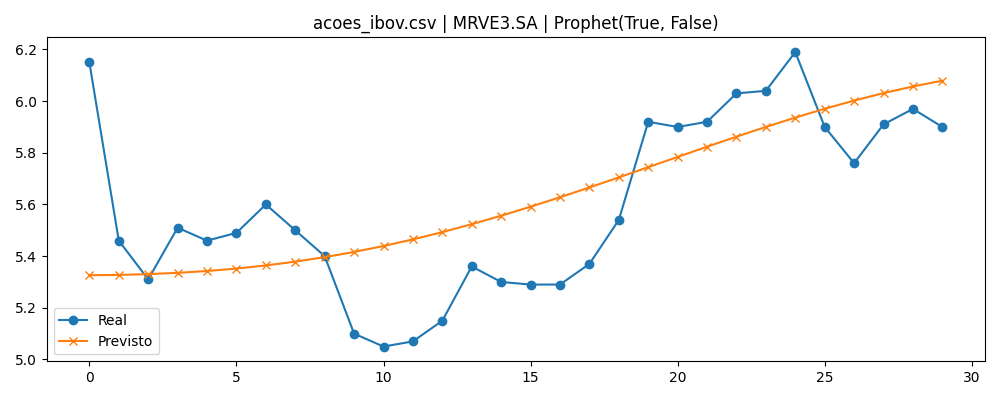 acoes_ibov.csv | MRVE3.SA | Prophet(True, False)
6.2
6.0
5.8
5.6
5.4
5.2
5.0
Real
Previsto
0 5 10 15 20 25 30